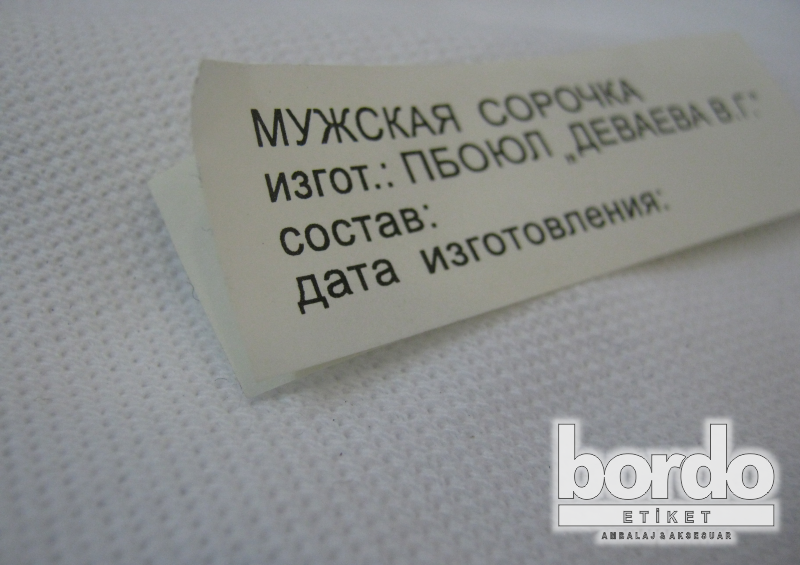 МУЖСКАЯ СОРОЧКА
изгот.: ПБОЮЛ „ДЕВАЕВА В.Г."
состав:
дата изготовления:
bordo
ETİKET
AMBALAJ & AKSESUAR